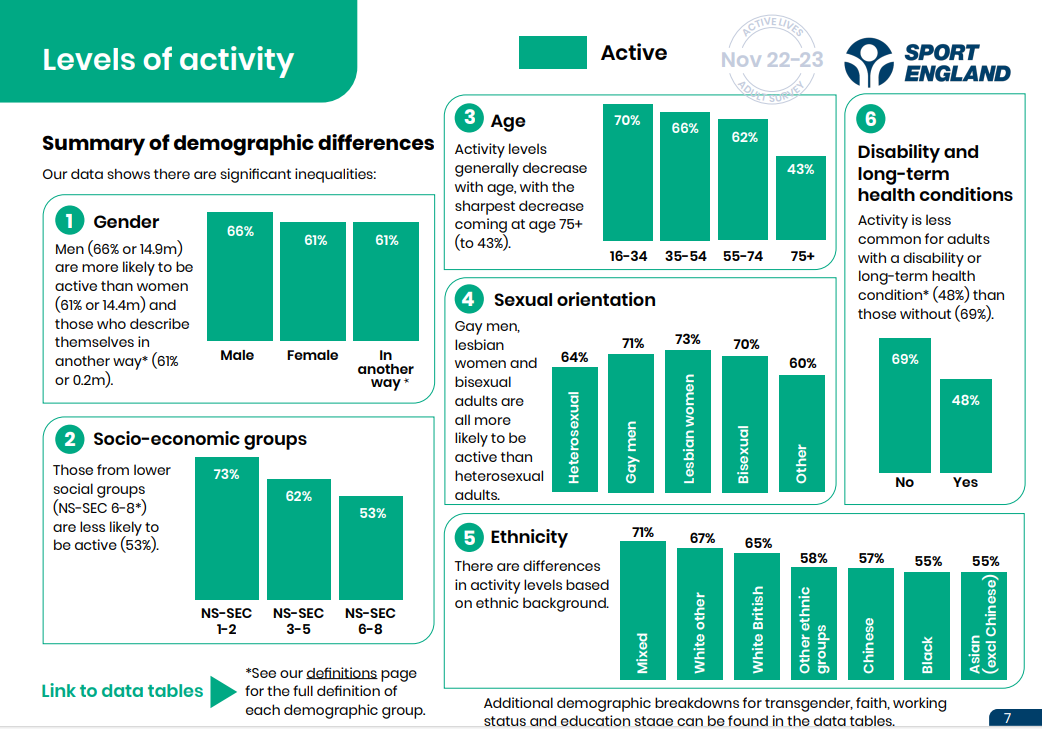 Levels of activity
Active
ACTIVE LIVES
Nov 22-23
ADULT SURVEY
SPORT
ENGLAND
Summary of demographic differences
Our data shows there are significant inequalities:
1 Gender
Men (66% or 14.9m)
are more likely to be
active than women
(61% or 14.4m) and
those who describe
themselves in
another way* (61%
or 0.2m).
66%
61%
61%
Male
Female
In
another
way *
2 Socio-economic groups
Those from lower
social groups
(NS-SEC 6-8*)
are less likely to
be active (53%).
73%
62%
53%
NS-SEC
1-2
NS-SEC
3-5
NS-SEC
6-8
3 Age
Activity levels
generally decrease
with age, with the
sharpest decrease
coming at age 75+
(to 43%).
70%
66%
62%
43%
16-34
35-54
55-74
75+
4 Sexual orientation
Gay men,
lesbian
women and
bisexual
adults are
all more
likely to be
active than
heterosexual
adults.
64%
71%
73%
70%
60%
Heterosexual
Gay men
Lesbian women
Bisexual
Other
5 Ethnicity
There are differences
in activity levels based
on ethnic background.
71%
67%
65%
58%
57%
55%
55%
Mixed
White other
White British
Other ethnic
groups
Chinese
Black
Asian
(excl Chinese)
6
Disability and
long-term
health conditions
Activity is less
common for adults
with a disability or
long-term health
condition* (48%) than
those without (69%).
69%
48%
No
Yes
Link to data tables
*See our definitions page
for the full definition of
each demographic group.
Additional demographic breakdowns for transgender, faith, working
status and education stage can be found in the data tables.
7